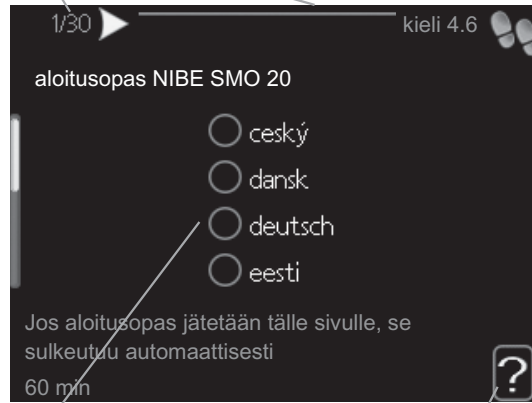 1/30
kieli 4.6
aloitusopas NIBE SMO 20
ceský
dansk
deutsch
eesti
Jos aloitusopas jätetään tälle sivulle, se
sulkeutuu automaattisesti
60 min
?